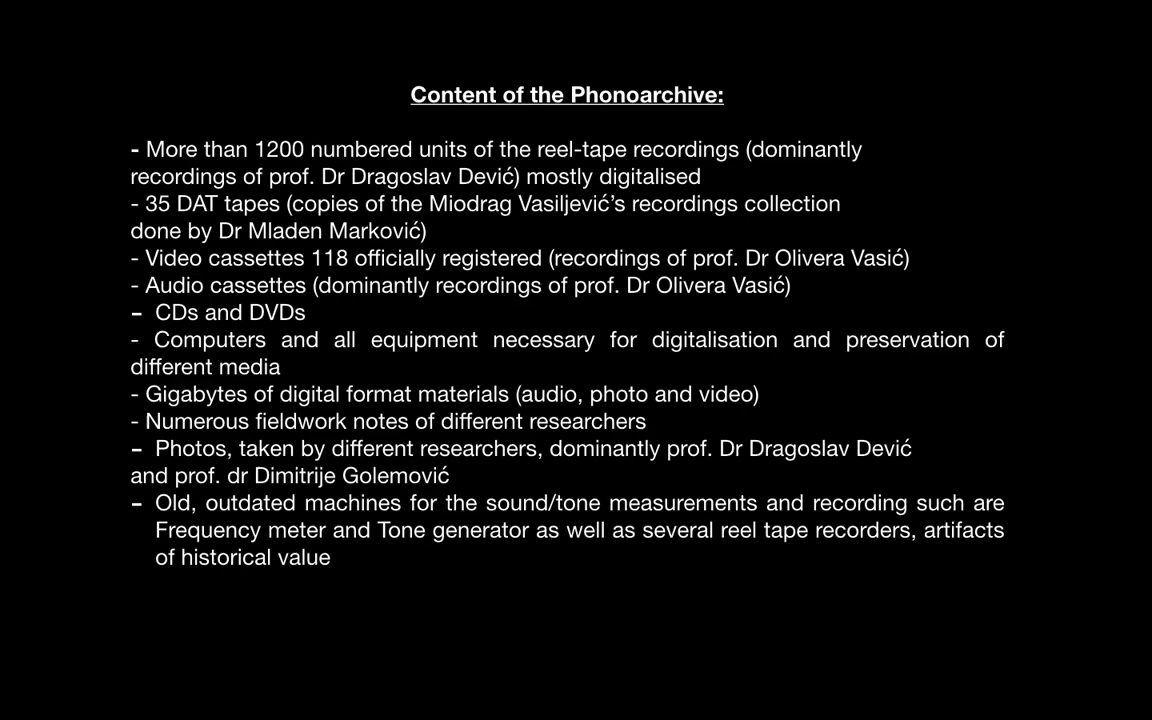 Content of the Phonoarchive:
- More than 1200 numbered units of the reel-tape recordings (dominantly
recordings of prof. Dr Dragoslav Dević) mostly digitalised
- 35 DAT tapes (copies of the Miodrag Vasiljević’s recordings collection
done by Dr Mladen Marković)
- Video cassettes 118 officially registered (recordings of prof. Dr Olivera Vasić)
- Audio cassettes (dominantly recordings of prof. Dr Olivera Vasić)
– CDs and DVDs
- Computers and all equipment necessary for digitalisation and preservation of
different media
- Gigabytes of digital format materials (audio, photo and video)
- Numerous fieldwork notes of different researchers
– Photos, taken by different researchers, dominantly prof. Dr Dragoslav Dević
and prof. dr Dimitrije Golemović
– Old, outdated machines for the sound/tone measurements and recording such are
Frequency meter and Tone generator as well as several reel tape recorders, artifacts
of historical value